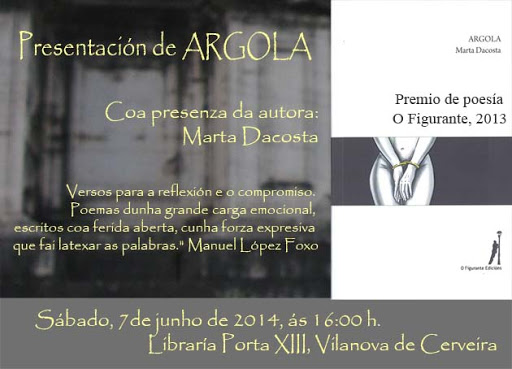 Presentación de ARGOLA
Coa presenza da autora:
Marta Dacosta
Versos para a reflexión e o compromiso.
Poemas dunha grande carga emocional,
escritos coa ferida aberta, cunha forza expresiva
que fai latexar as palabras." Manuel López Foxo
ARGOLA
Marta Dacosta
Premio de poesía
O Figurante, 2013
O Figurante Edicións
Sábado, 7 de junho de 2014, ás 16:00 h.
Libraría Porta XIII, Vilanova de Cerveira